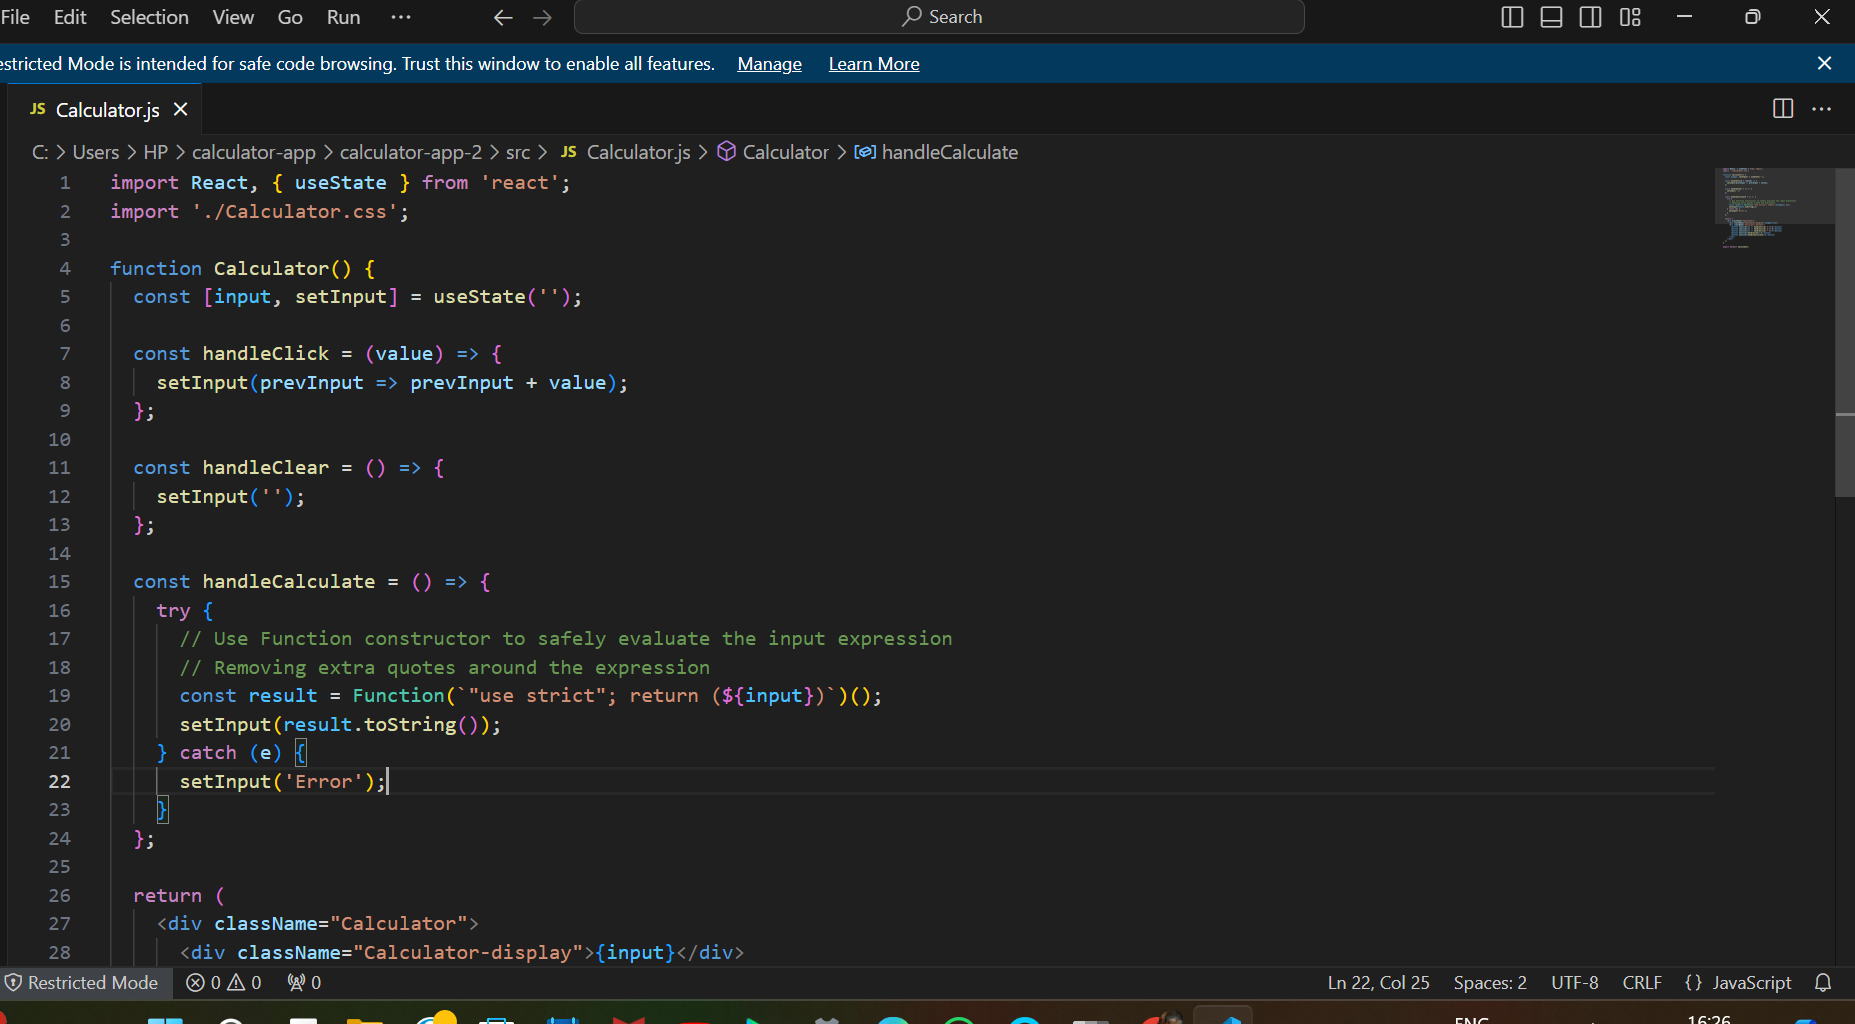 File Edit Selection View Go Run ··· Search
estricted Mode is intended for safe code browsing. Trust this window to enable all features. Manage Learn More
JS Calculator.js
C: > Users > HP > calculator-app > calculator-app-2 > src > JS Calculator.js > Calculator > handleCalculate
1 import React, { useState } from 'react';
2 import './Calculator.css';
3
4 function Calculator() {
5 const [input, setInput] = useState('');
6
7 const handleClick = (value) => {
8 setInput(prevInput => prevInput + value);
9 };
10
11 const handleClear = () => {
12 setInput('');
13 };
14
15 const handleCalculate = () => {
16 try {
17 // Use Function constructor to safely evaluate the input expression
18 // Removing extra quotes around the expression
19 const result = Function(`"use strict"; return (${input})`)();
20 setInput(result.toString());
21 } catch (e) {
22 setInput('Error');
23 }
24 };
25
26 return (
27 <div className="Calculator">
28 <div className="Calculator-display">{input}</div>
Restricted Mode 0 0 0 Ln 22, Col 25 Spaces: 2 UTF-8 CRLF {} JavaScript
ENG 16:26